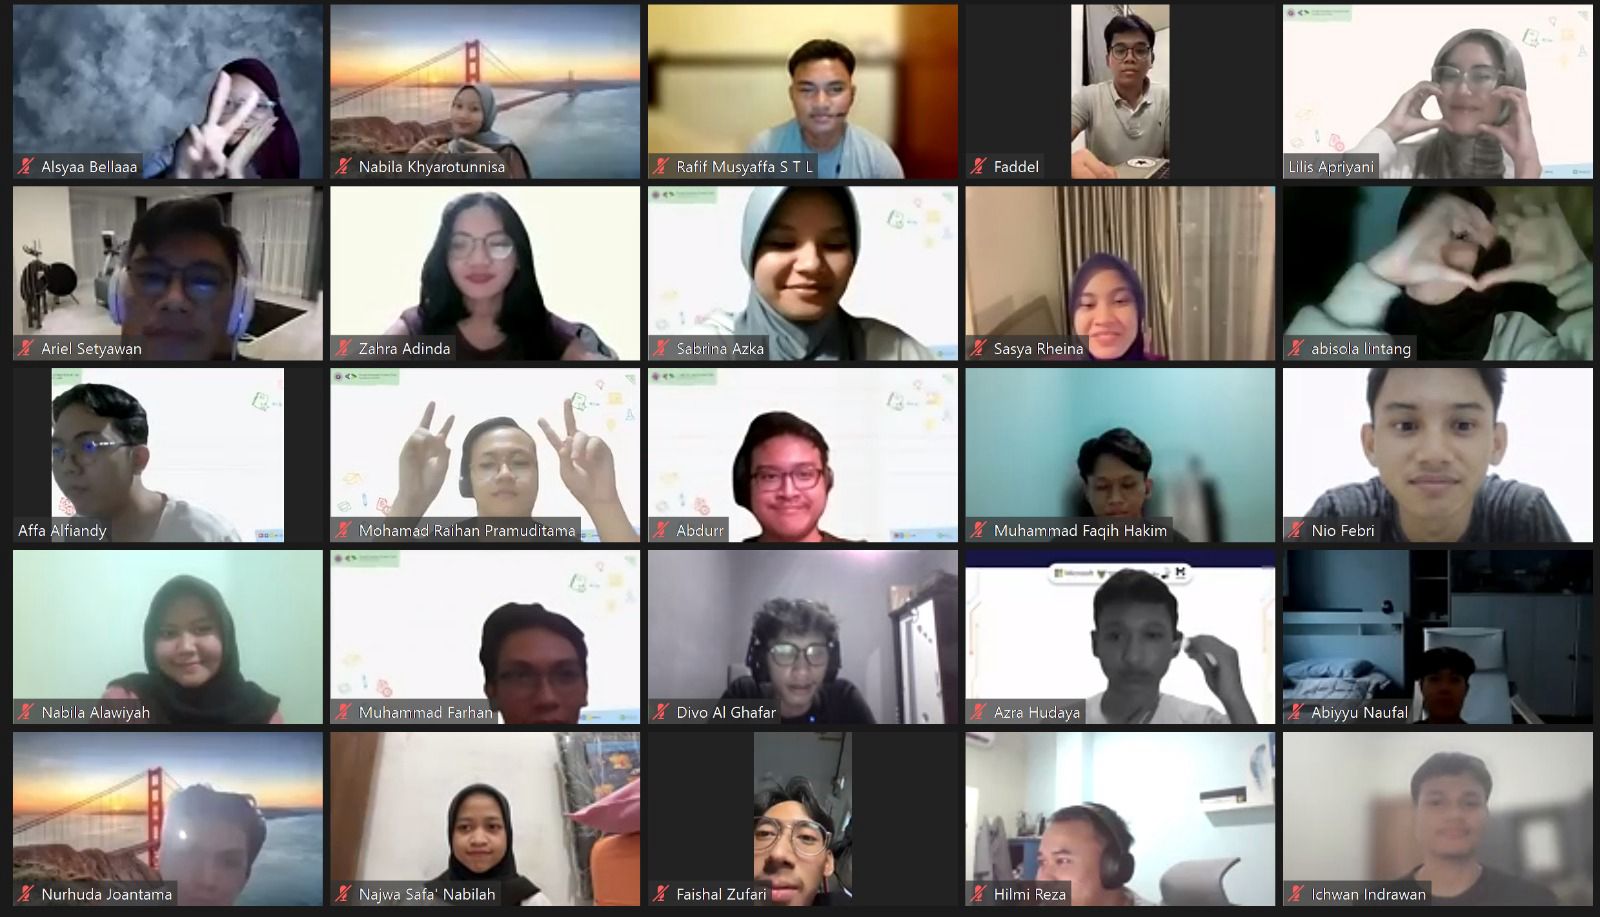 Alsyaa Bellaaa
Nabila Khyarotunnisa
Rafif Musyaffa S T L
Faddel
Lilis Apriyani
Ariel Setyawan
Zahra Adinda
Sabrina Azka
Sasya Rheina
abisola lintang
Affa Alfiandy
Mohamad Raihan Pramuditama
Abdurr
Muhammad Faqih Hakim
Nio Febri
Nabila Alawiyah
Muhammad Farhan
Divo Al Ghafar
Microsoft
Azra Hudaya
Abiyyu Naufal
Nurhuda Joantama
Najwa Safa' Nabilah
Faishal Zufari
Hilmi Reza
Ichwan Indrawan